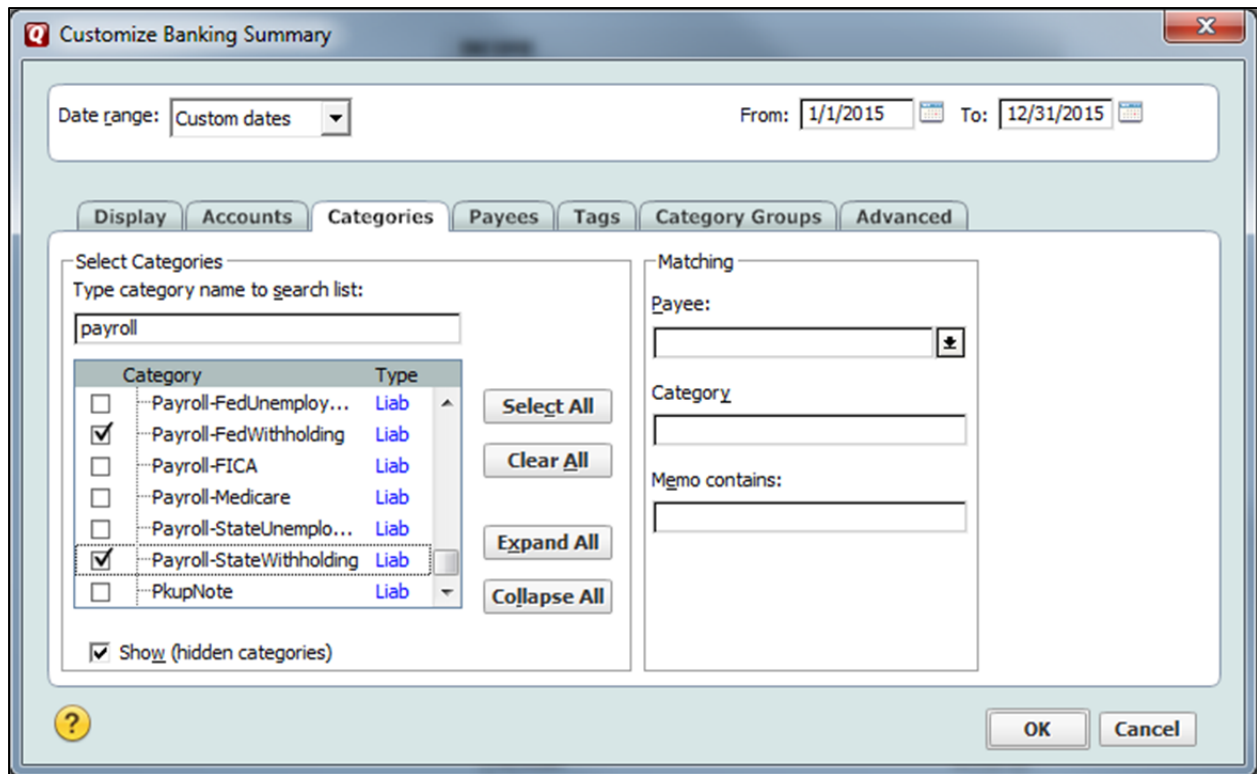 Customize Banking Summary
Date range: Custom dates From: 1/1/2015 To: 12/31/2015
Display Accounts Categories Payees Tags Category Groups Advanced
Select Categories
Type category name to search list:
payroll
Category Type
Payroll-FedUnemploy... Liab
Payroll-FedWithholding Liab
Payroll-FICA Liab
Payroll-Medicare Liab
Payroll-StateUnemplo... Liab
Payroll-StateWithholding Liab
PkupNote Liab
Show (hidden categories)
Select All
Clear All
Expand All
Collapse All
Matching
Payee:
Category
Memo contains:
?
OK Cancel